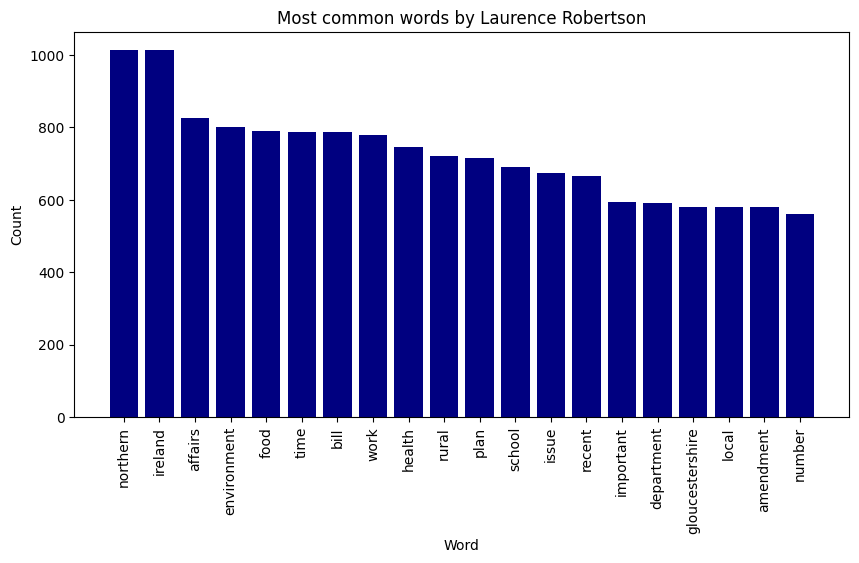 Most common words by Laurence Robertson
1000
800
600
400
200
0
Count
northern
ireland
affairs
environment
food
time
bill
work
health
rural
plan
school
issue
recent
important
department
gloucestershire
local
amendment
number
Word